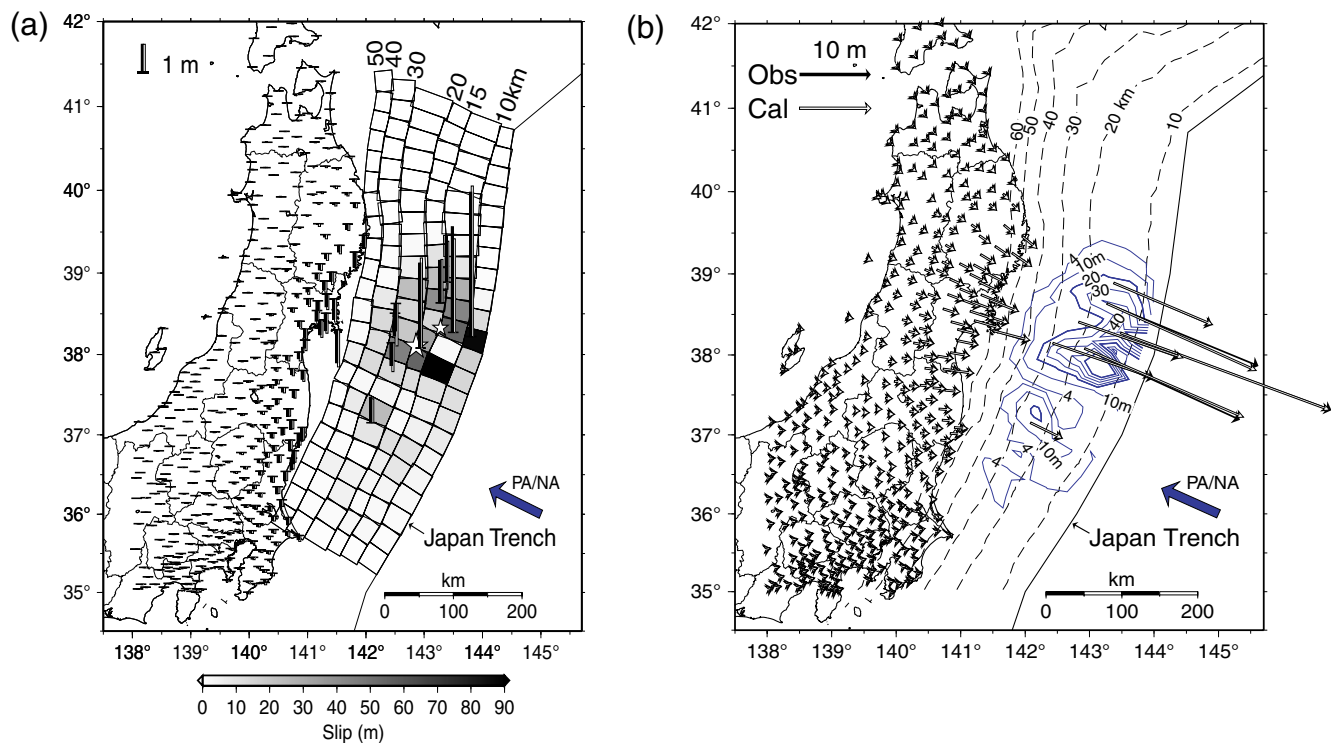 (a)
42°
41°
40°
39°
38°
37°
36°
35°
1 m
50
40
30
20
15
10km
PA/NA
Japan Trench
km
0 100 200
138° 139° 140° 141° 142° 143° 144° 145°
0 10 20 30 40 50 60 70 80 90
Slip (m)
(b)
42°
41°
40°
39°
38°
37°
36°
35°
10 m
Obs
Cal
60
50
40
30
20 km
10
4
10m
20
30
40
10m
4
4
4
10m
PA/NA
Japan Trench
km
0 100 200
138° 139° 140° 141° 142° 143° 144° 145°